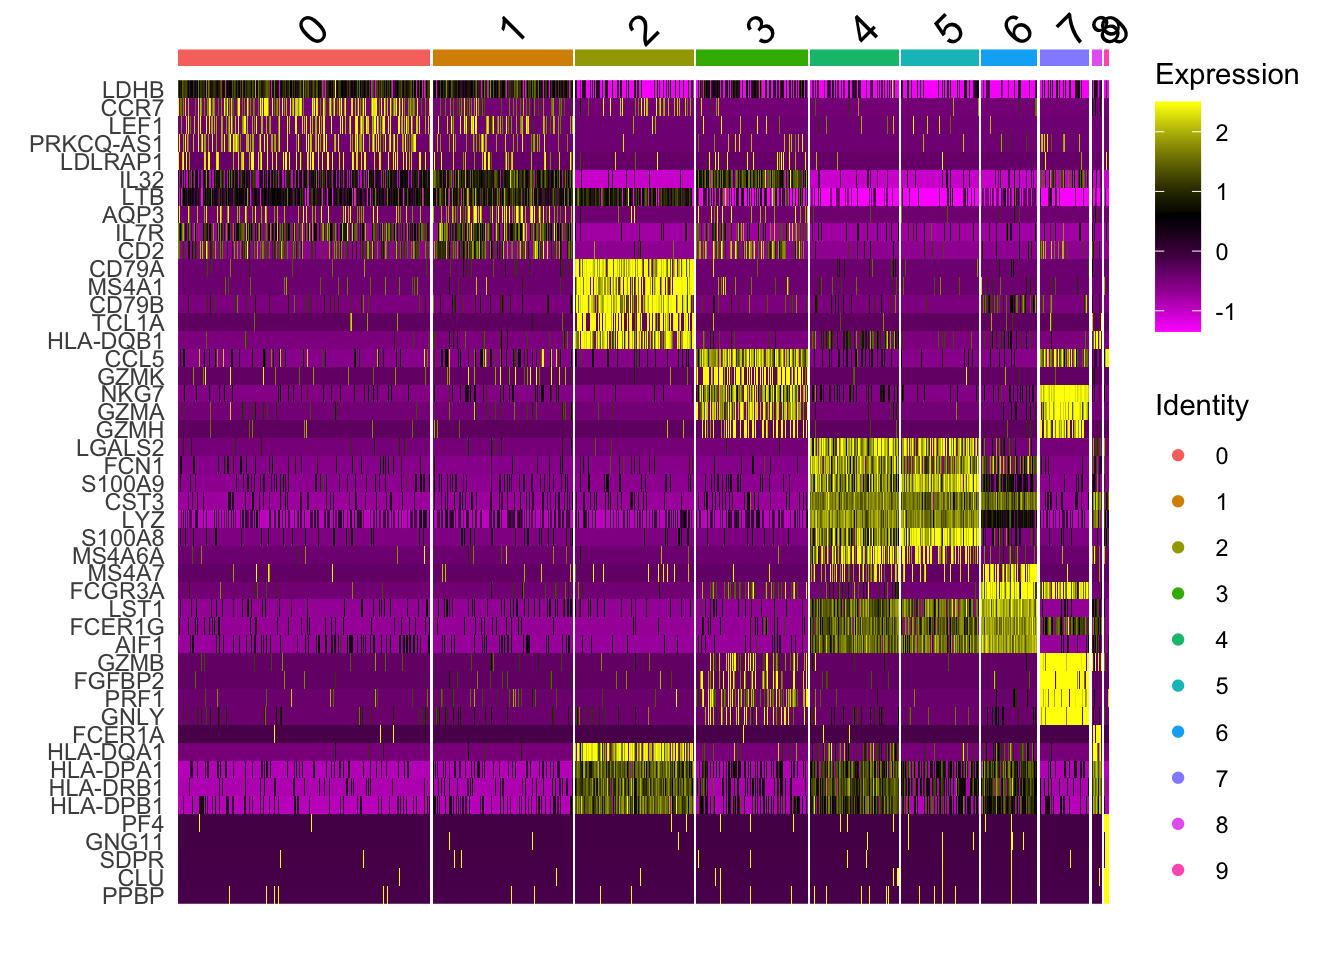 0 1 2 3 4 5 6 7 8 9
LDHB
CCR7
LEF1
PRKCQ-AS1
LDLRAP1
IL32
LTB
AQP3
IL7R
CD2
CD79A
MS4A1
CD79B
TCL1A
HLA-DQB1
CCL5
GZMK
NKG7
GZMA
GZMH
LGALS2
FCN1
S100A9
CST3
LYZ
S100A8
MS4A6A
MS4A7
FCGR3A
LST1
FCER1G
AIF1
GZMB
FGFBP2
PRF1
GNLY
FCER1A
HLA-DQA1
HLA-DPA1
HLA-DRB1
HLA-DPB1
PF4
GNG11
SDPR
CLU
PPBP
Expression
2
1
0
-1
Identity
0
1
2
3
4
5
6
7
8
9